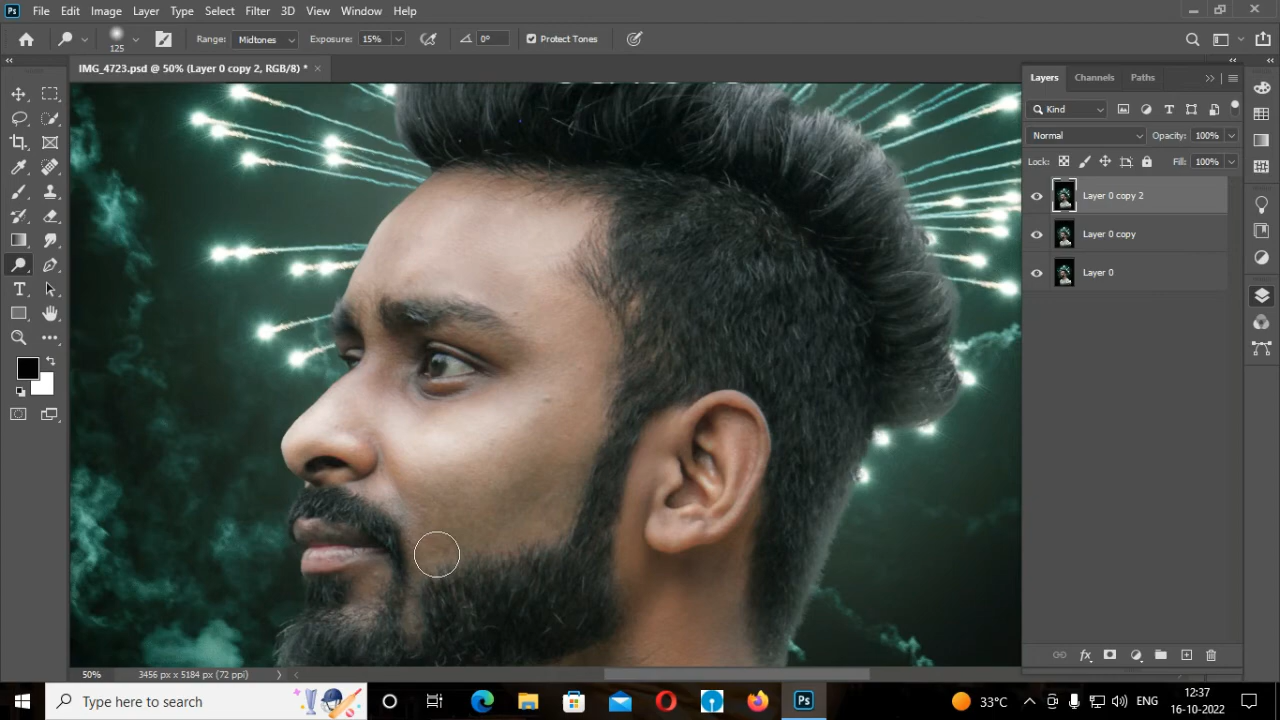 Ps File Edit Image Layer Type Select Filter 3D View Window Help
125 Range: Midtones Exposure: 15% 0° Protect Tones
IMG_4723.psd @ 50% (Layer 0 copy 2, RGB/8) * ×
Layers Channels Paths
Kind
Normal Opacity: 100%
Lock: Fill: 100%
Layer 0 copy 2
Layer 0 copy
Layer 0
50% 3456 px x 5184 px (72 ppi)
Type here to search Ps 33°C ENG 12:37
16-10-2022